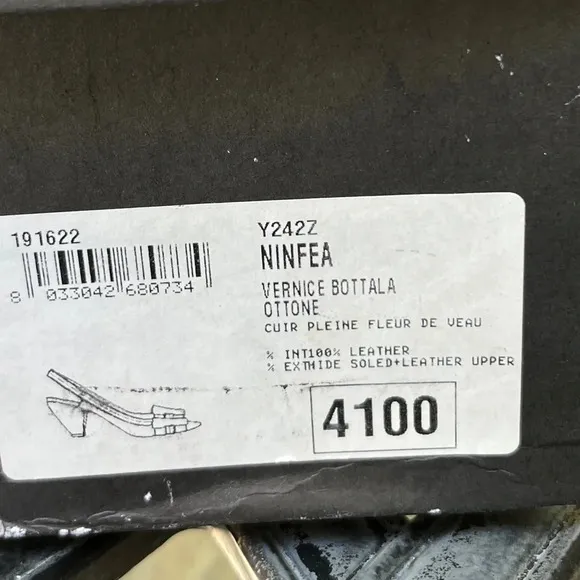 191622
Y242Z
8 033042 680734
NINFEA
VERNICE BOTTALA
OTTONE
CUIR PLEINE FLEUR DE VEAU
% INT100% LEATHER
% EXTHIDE SOLED+LEATHER UPPER
4100